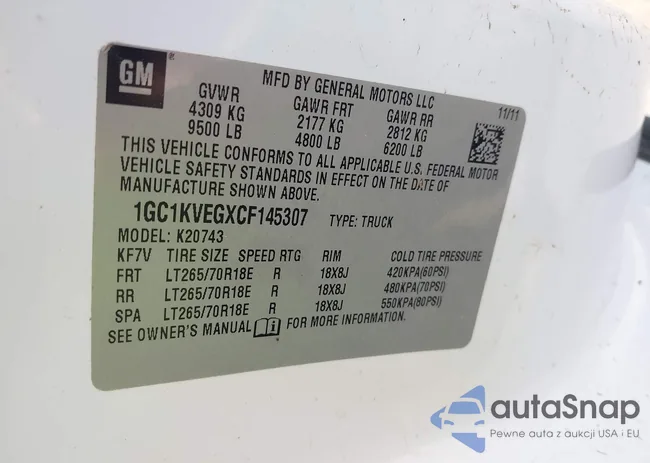 GM
MFD BY GENERAL MOTORS LLC
GVWR GAWR FRT GAWR RR 11/11
4309 KG 2177 KG 2812 KG
9500 LB 4800 LB 6200 LB
THIS VEHICLE CONFORMS TO ALL APPLICABLE U.S. FEDERAL MOTOR
VEHICLE SAFETY STANDARDS IN EFFECT ON THE DATE OF
MANUFACTURE SHOWN ABOVE.
1GC1KVEGXCF145307 TYPE: TRUCK
MODEL: K20743
KF7V TIRE SIZE SPEED RTG RIM COLD TIRE PRESSURE
FRT LT265/70R18E R 18X8J 420KPA(60PSI)
RR LT265/70R18E R 18X8J 480KPA(70PSI)
SPA LT265/70R18E R 18X8J 550KPA(80PSI)
SEE OWNER'S MANUAL FOR MORE INFORMATION.
autaSnap
Pewne auta z aukcji USA i EU